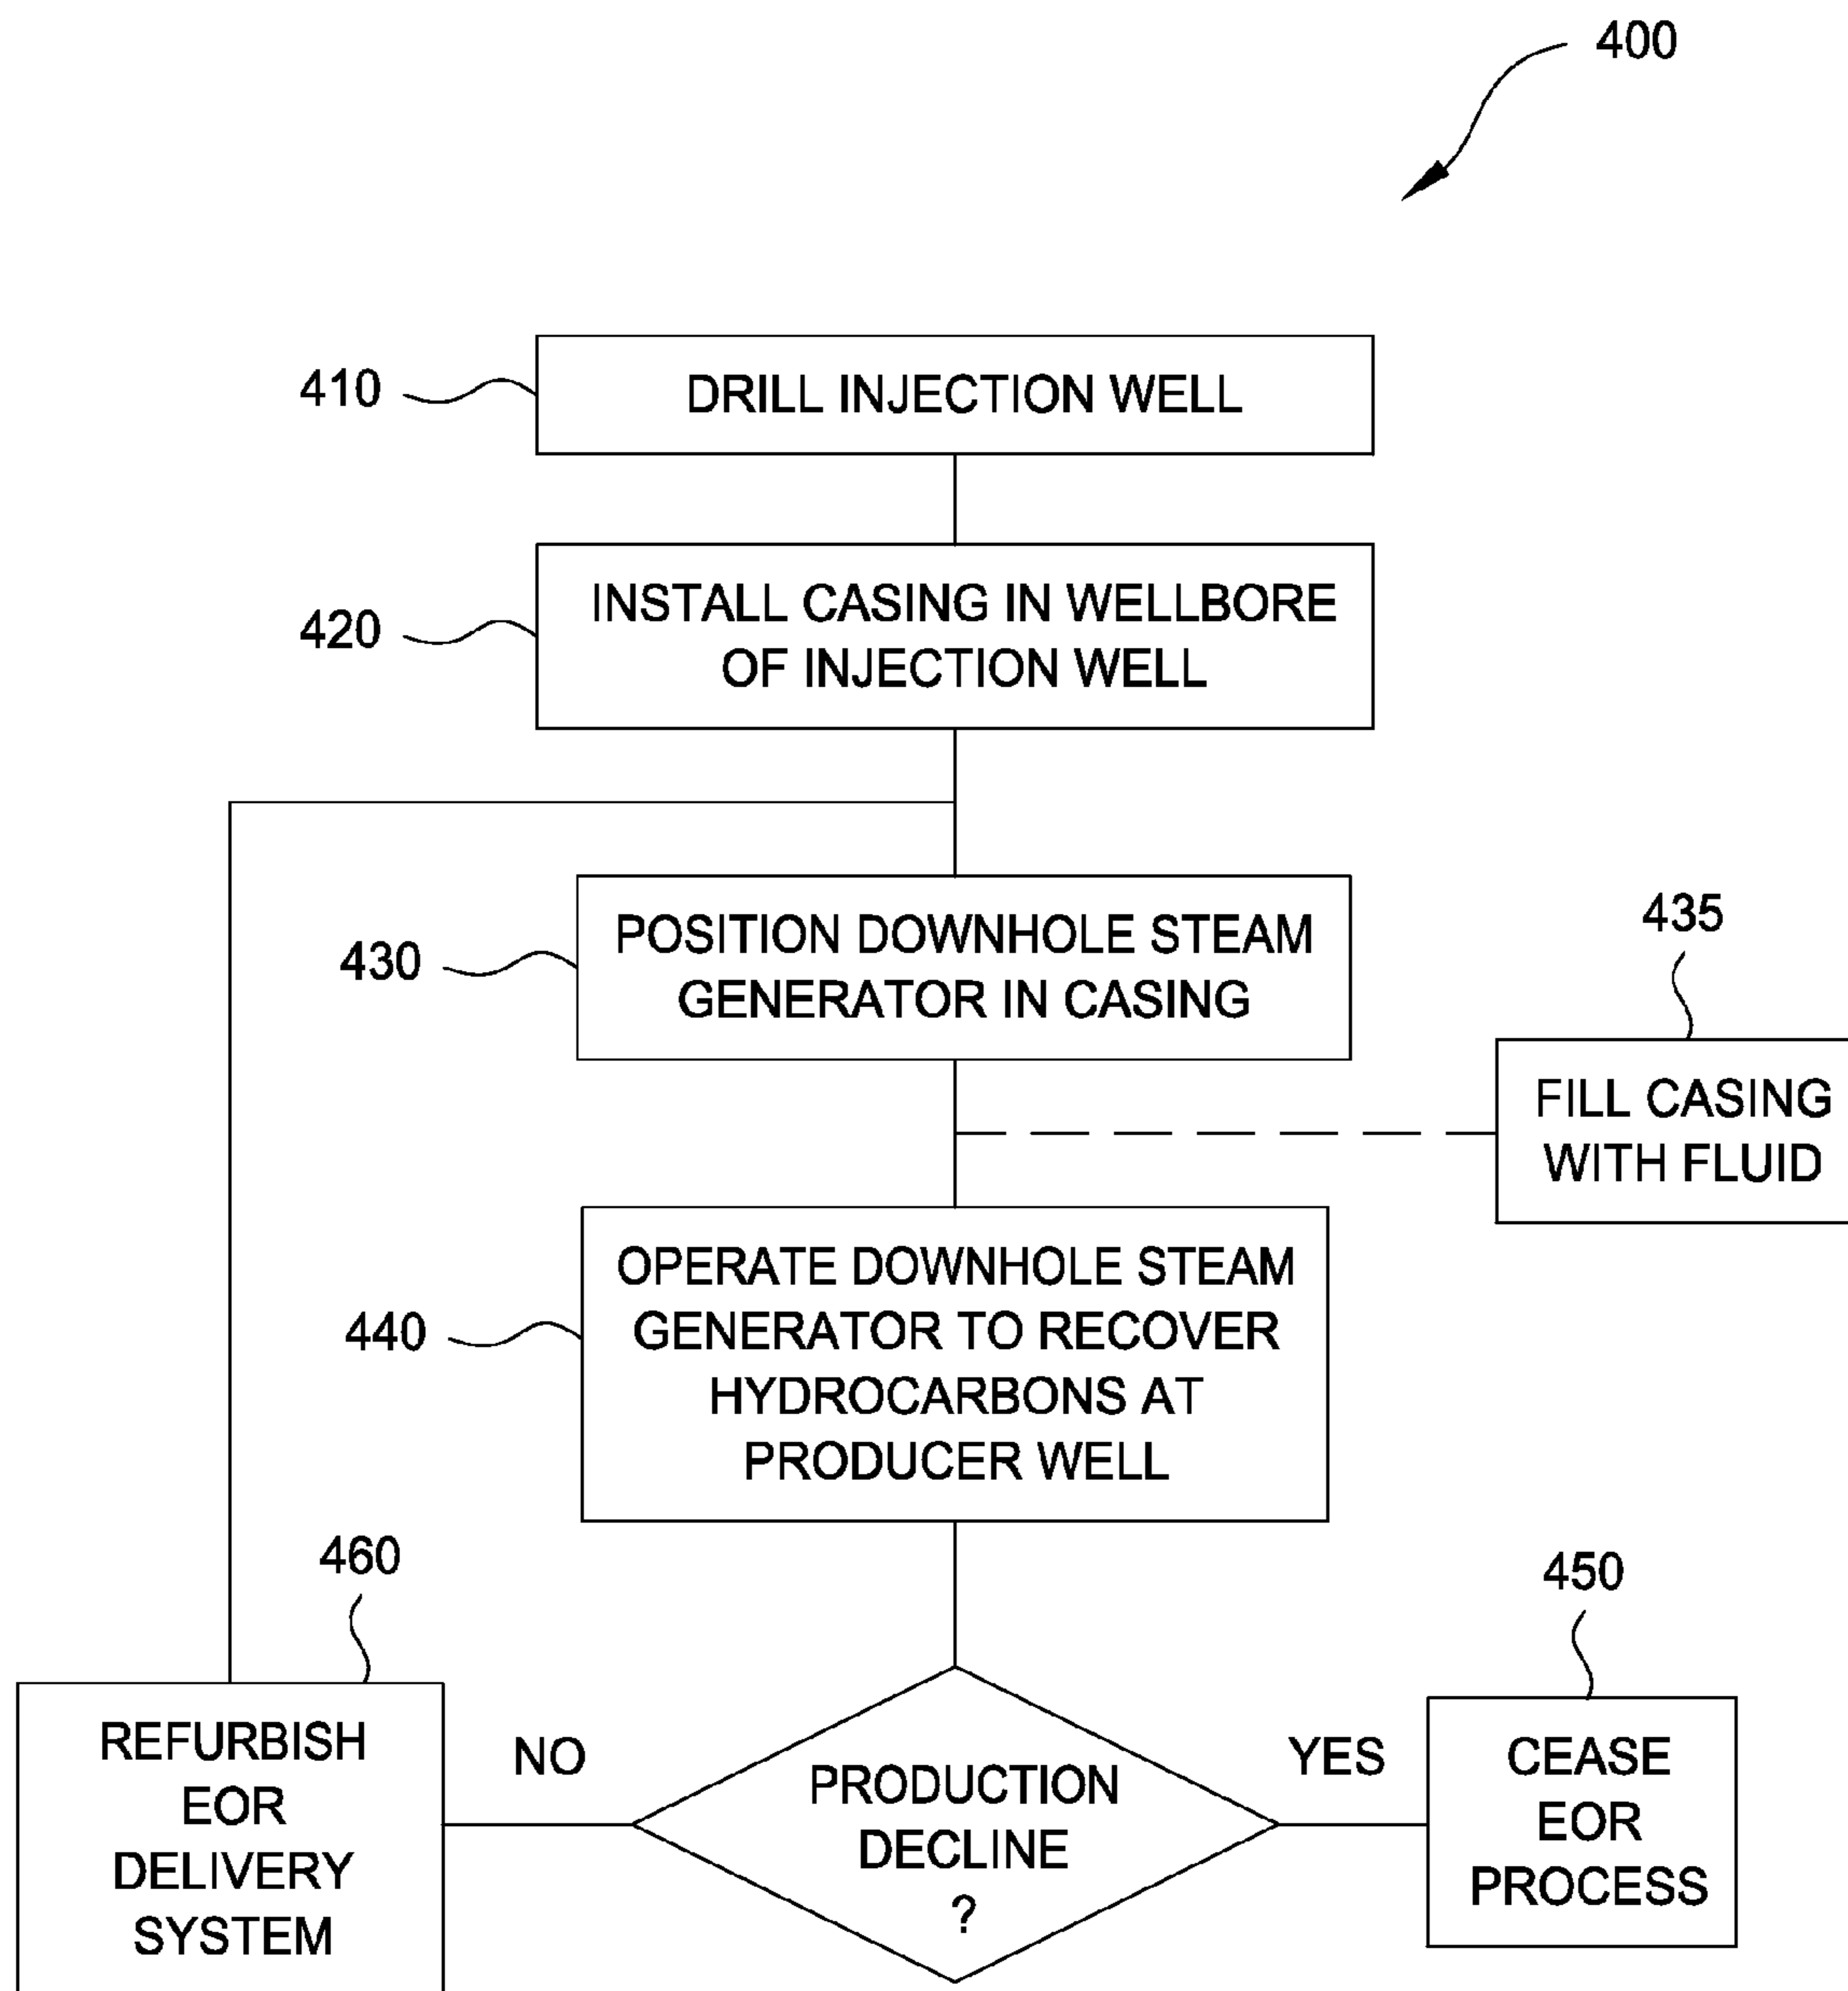 400
410
DRILL INJECTION WELL
420
INSTALL CASING IN WELLBORE
OF INJECTION WELL
430
POSITION DOWNHOLE STEAM
GENERATOR IN CASING
435
FILL CASING
WITH FLUID
440
OPERATE DOWNHOLE STEAM
GENERATOR TO RECOVER
HYDROCARBONS AT
PRODUCER WELL
460
REFURBISH
EOR
DELIVERY
SYSTEM
NO
PRODUCTION
DECLINE
?
YES
450
CEASE
EOR
PROCESS